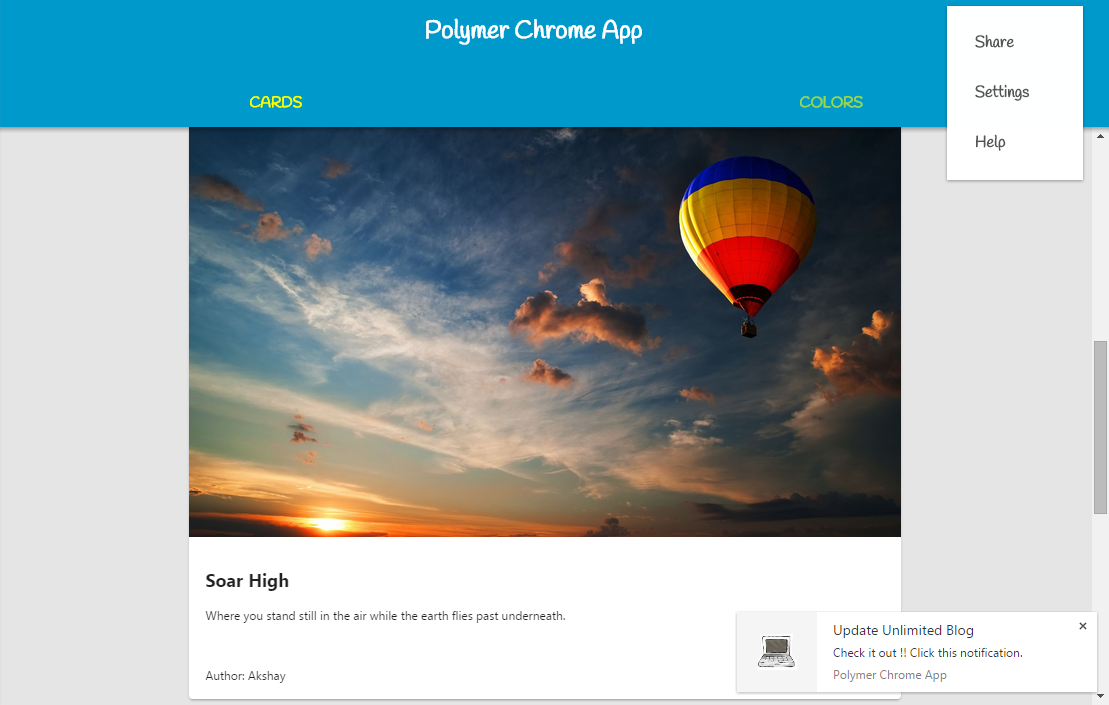 Polymer Chrome App
CARDS
COLORS
Share
Settings
Help
Soar High
Where you stand still in the air while the earth flies past underneath.
Author: Akshay
Update Unlimited Blog
Check it out !! Click this notification.
Polymer Chrome App